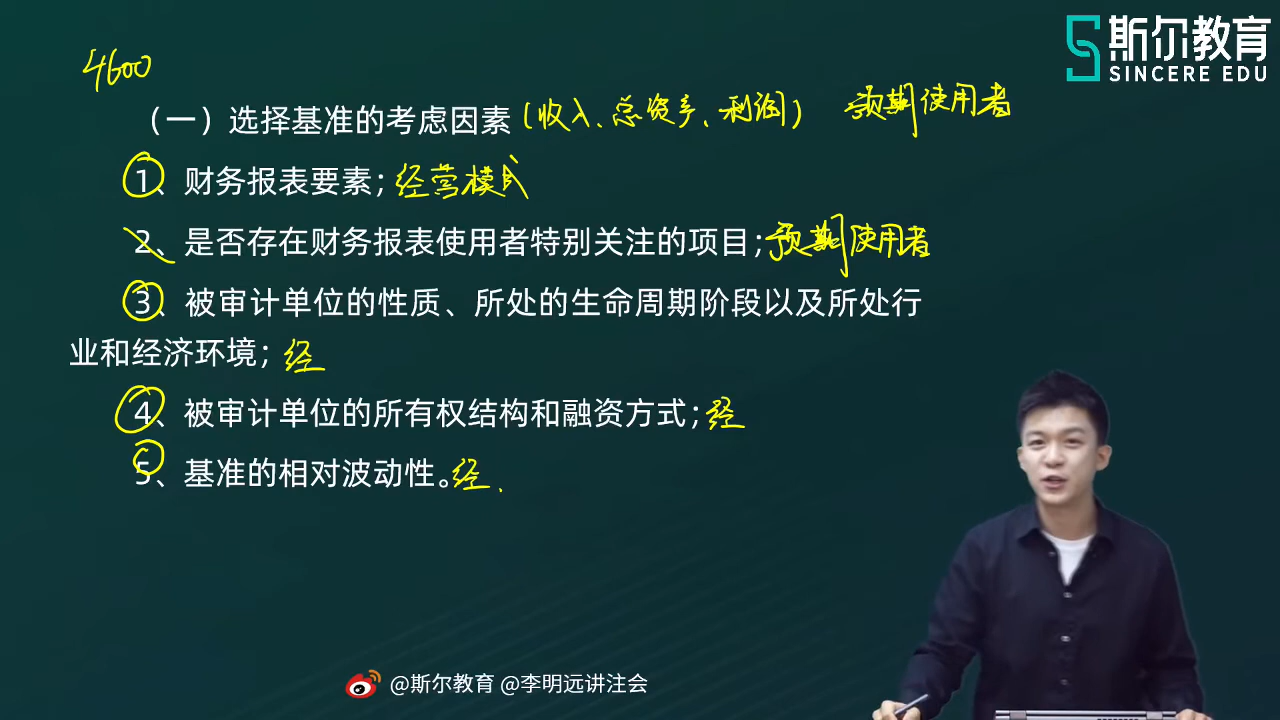 斯尔教育
SINCERE EDU
4600
（一）选择基准的考虑因素（收入、总资产、利润） 预期使用者
1、财务报表要素；经营模式
2、是否存在财务报表使用者特别关注的项目；预期使用者
3、被审计单位的性质、所处的生命周期阶段以及所处行
业和经济环境；经
4、被审计单位的所有权结构和融资方式；经
5、基准的相对波动性。经、
@斯尔教育 @李明远讲注会